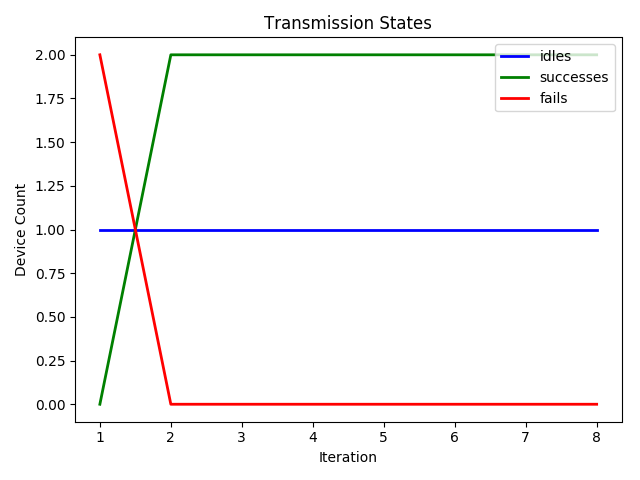 Transmission States
idles
successes
fails
2.00
1.75
1.50
1.25
1.00
0.75
0.50
0.25
0.00
Device Count
1 2 3 4 5 6 7 8
Iteration